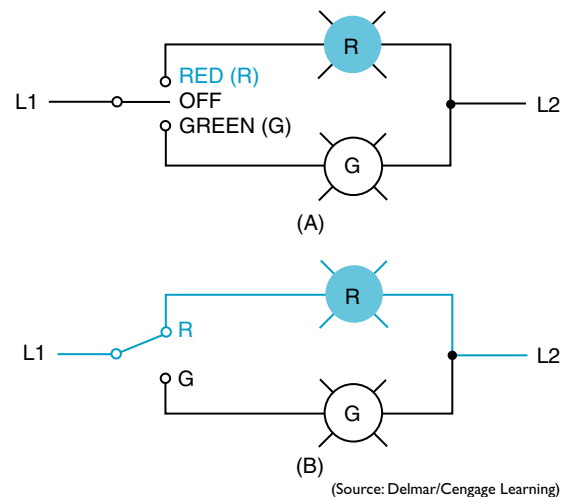 R
RED (R)
L1 OFF L2
GREEN (G)
G
(A)
R
R
L1 L2
G
G
(B)
(Source: Delmar/Cengage Learning)